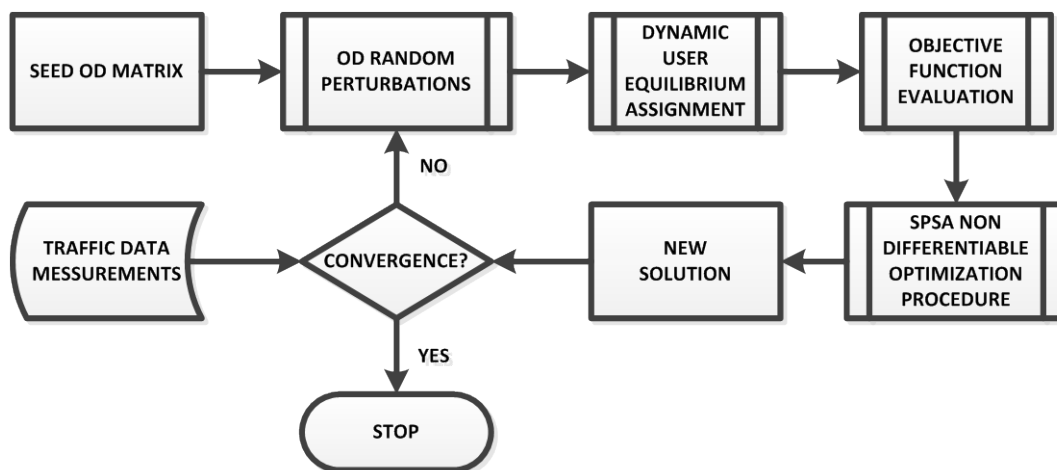 SEED OD MATRIX
OD RANDOM
PERTURBATIONS
DYNAMIC
USER
EQUILIBRIUM
ASSIGNMENT
OBJECTIVE
FUNCTION
EVALUATION
NO
TRAFFIC DATA
MESSUREMENTS
CONVERGENCE?
NEW
SOLUTION
SPSA NON
DIFFERENTIABLE
OPTIMIZATION
PROCEDURE
YES
STOP